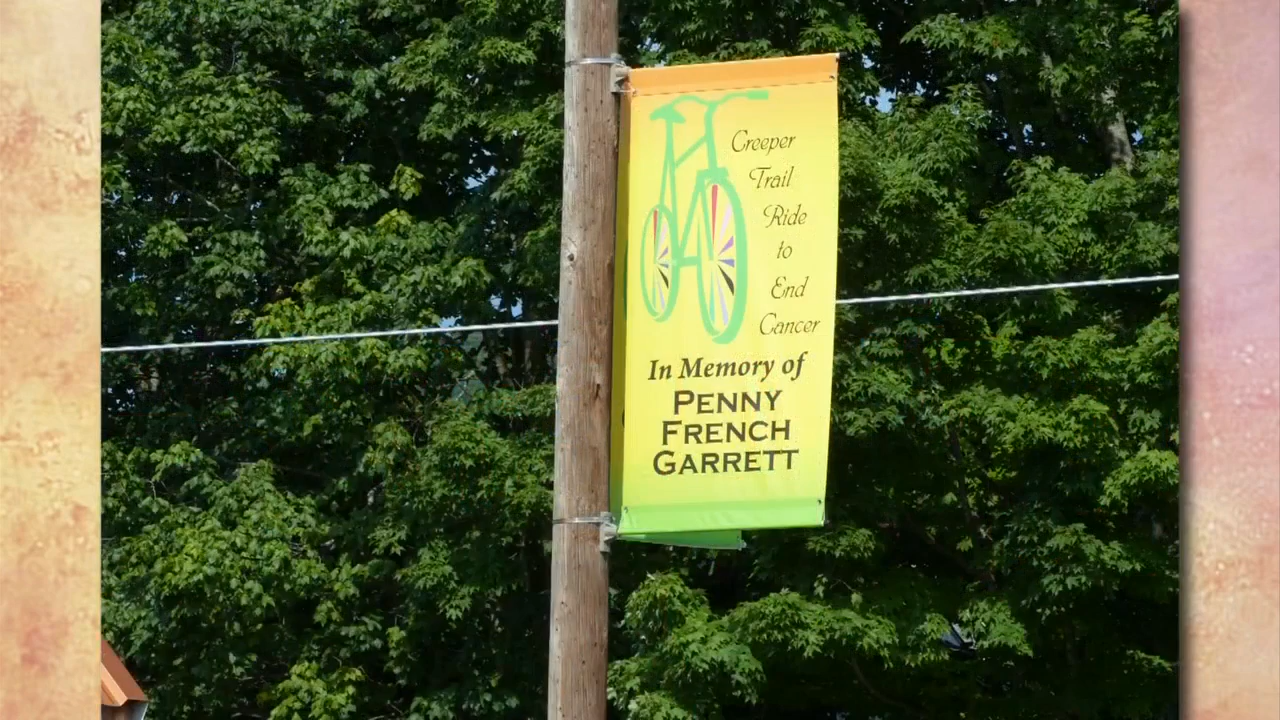 Creeper
Trail
Ride
to
End
Cancer
In Memory of
PENNY
FRENCH
GARRETT